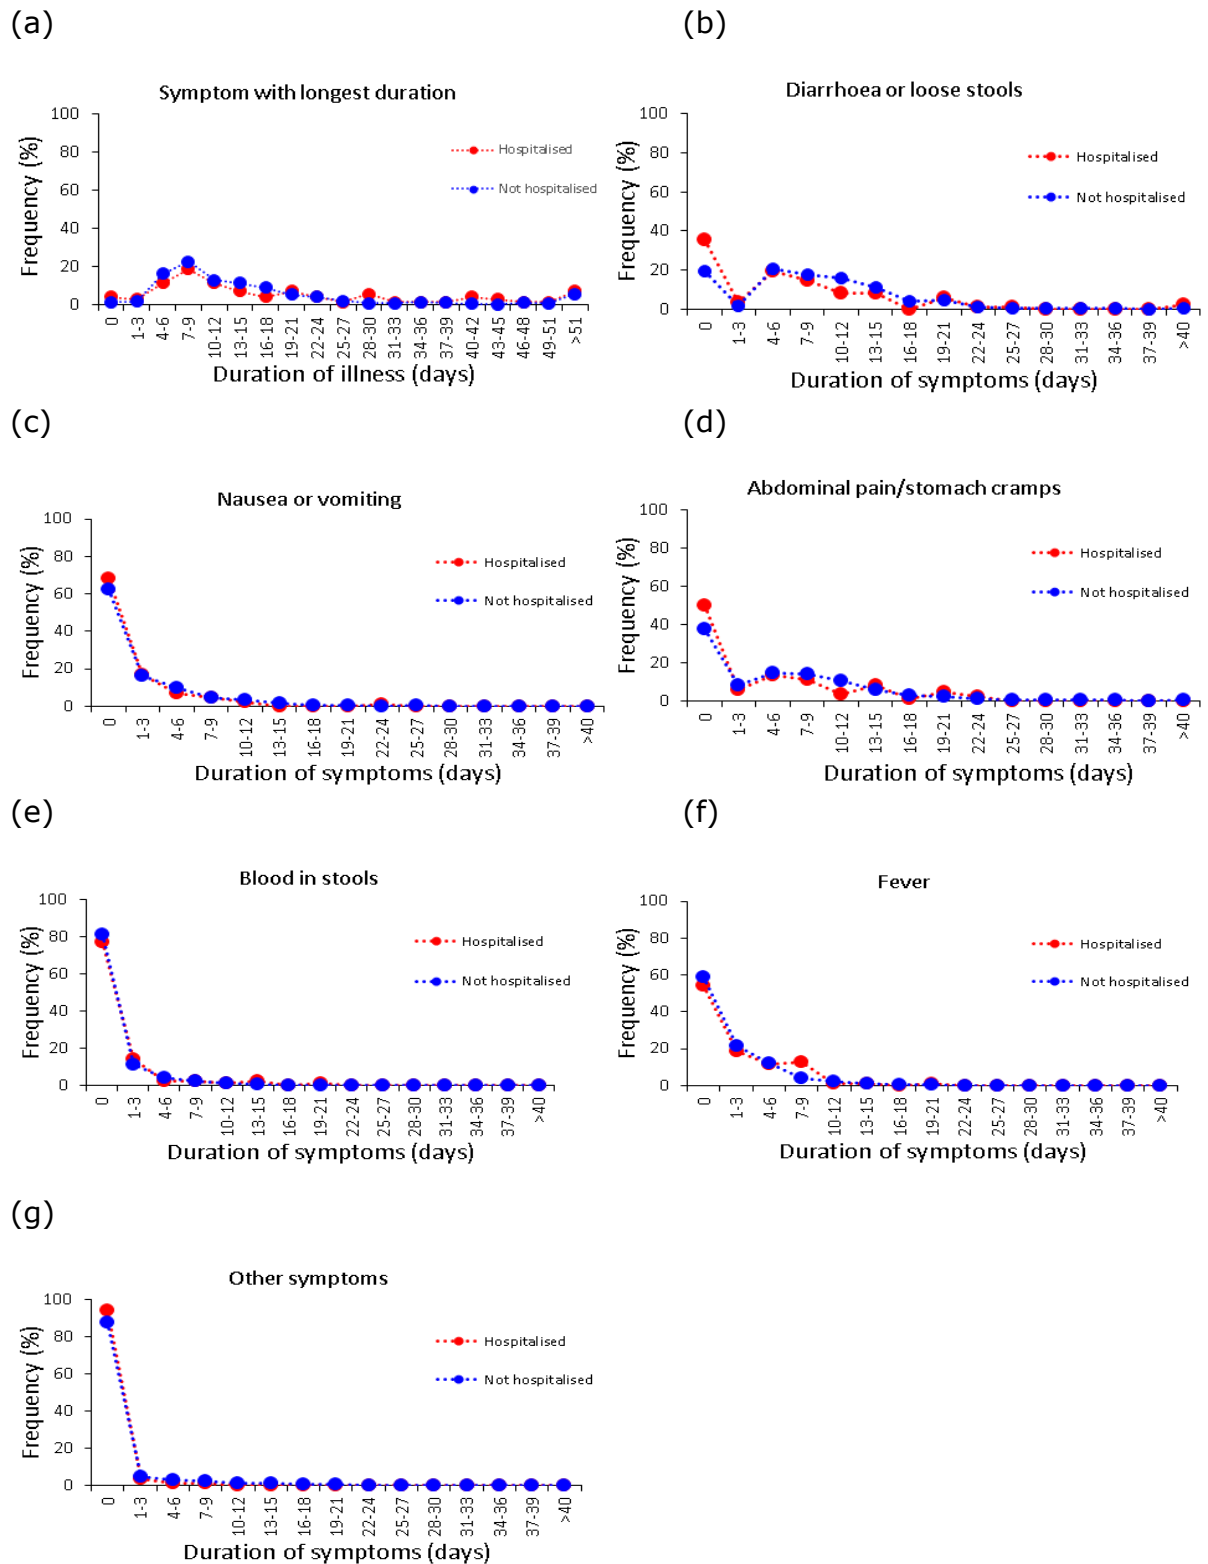 (a)
Symptom with longest duration
Frequency (%)
100
80
60
40
20
0
Hospitalised
Not hospitalised
0 1-3 4-6 7-9 10-12 13-15 16-18 19-21 22-24 25-27 28-30 31-33 34-36 37-39 40-42 43-45 46-48 49-51 >51
Duration of illness (days)
(b)
Diarrhoea or loose stools
Frequency (%)
100
80
60
40
20
0
Hospitalised
Not hospitalised
0 1-3 4-6 7-9 10-12 13-15 16-18 19-21 22-24 25-27 28-30 31-33 34-36 37-39 >40
Duration of symptoms (days)
(c)
Nausea or vomiting
Frequency (%)
100
80
60
40
20
0
Hospitalised
Not hospitalised
0 1-3 4-6 7-9 10-12 13-15 16-18 19-21 22-24 25-27 28-30 31-33 34-36 37-39 >40
Duration of symptoms (days)
(d)
Abdominal pain/stomach cramps
Frequency (%)
100
80
60
40
20
0
Hospitalised
Not hospitalised
0 1-3 4-6 7-9 10-12 13-15 16-18 19-21 22-24 25-27 28-30 31-33 34-36 37-39 >40
Duration of symptoms (days)
(e)
Blood in stools
Frequency (%)
100
80
60
40
20
0
Hospitalised
Not hospitalised
0 1-3 4-6 7-9 10-12 13-15 16-18 19-21 22-24 25-27 28-30 31-33 34-36 37-39 >40
Duration of symptoms (days)
(f)
Fever
Frequency (%)
100
80
60
40
20
0
Hospitalised
Not hospitalised
0 1-3 4-6 7-9 10-12 13-15 16-18 19-21 22-24 25-27 28-30 31-33 34-36 37-39 >40
Duration of symptoms (days)
(g)
Other symptoms
Frequency (%)
100
80
60
40
20
0
Hospitalised
Not hospitalised
0 1-3 4-6 7-9 10-12 13-15 16-18 19-21 22-24 25-27 28-30 31-33 34-36 37-39 >40
Duration of symptoms (days)